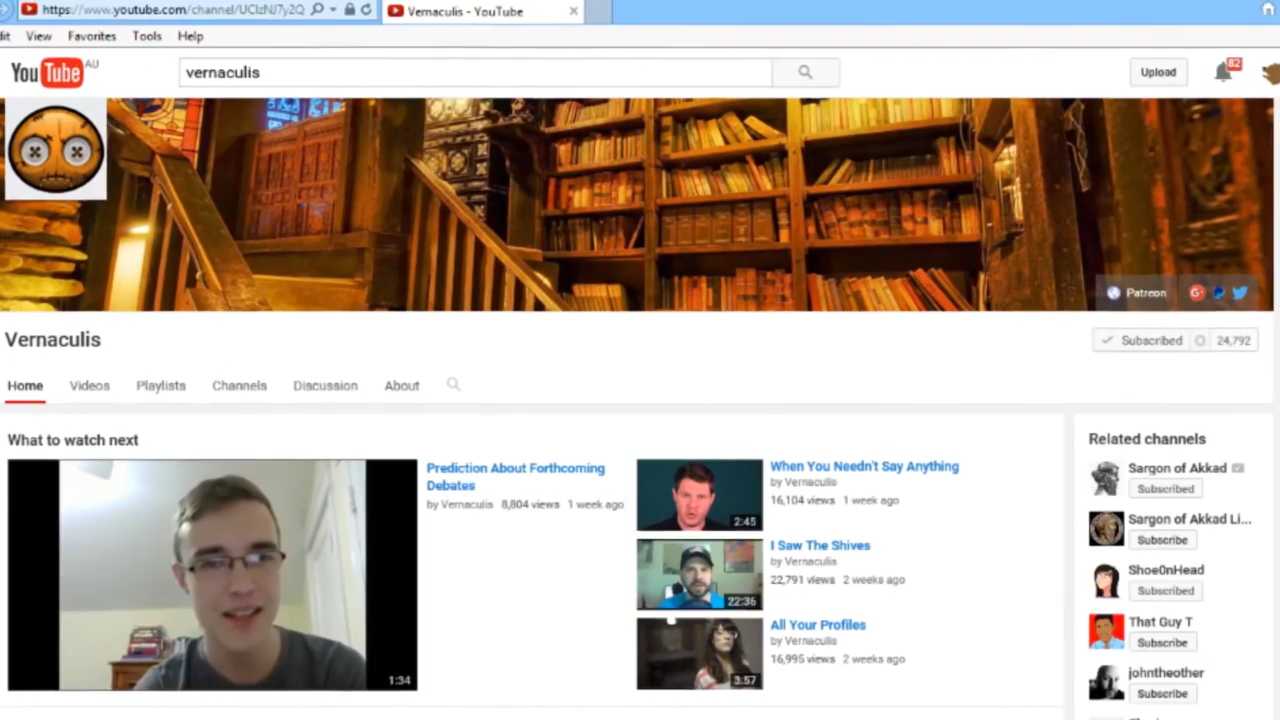 https://www.youtube.com/channel/UCIzNJ7y2Q
Vernaculis - YouTube
dit View Favorites Tools Help
YouTube AU
vernaculis
Upload
82
Patreon
Vernaculis
Subscribed 24,792
Home Videos Playlists Channels Discussion About
What to watch next
Prediction About Forthcoming
Debates
by Vernaculis 8,804 views 1 week ago
1:34
When You Needn't Say Anything
by Vernaculis
16,104 views 1 week ago
2:45
I Saw The Shives
by Vernaculis
22,791 views 2 weeks ago
22:36
All Your Profiles
by Vernaculis
16,995 views 2 weeks ago
3:57
Related channels
Sargon of Akkad
Subscribed
Sargon of Akkad Li...
Subscribe
Shoe0nHead
Subscribed
That Guy T
Subscribe
johntheother
Subscribe